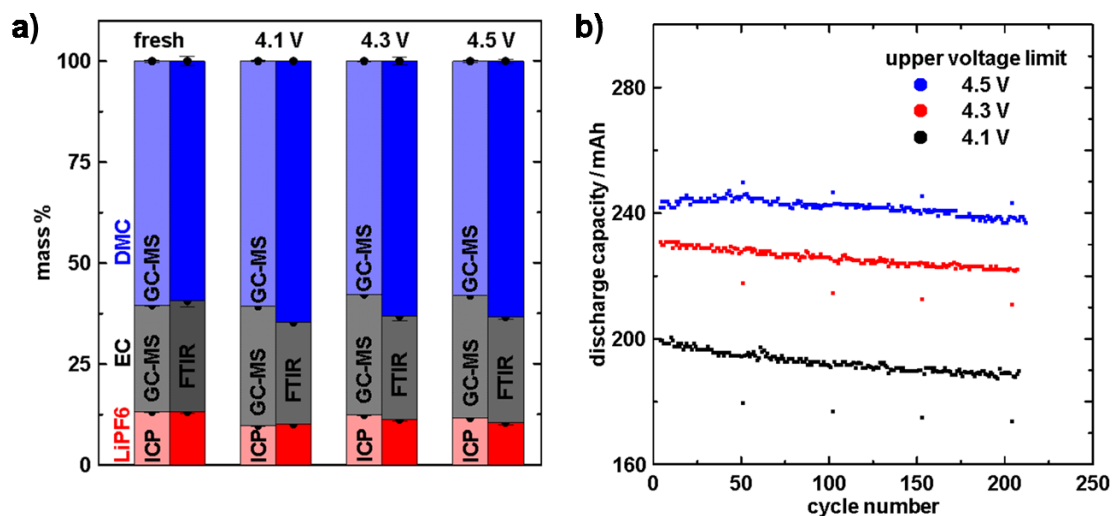 a)
fresh 4.1 V 4.3 V 4.5 V
100
75
50
25
0
mass %
LiPF6 EC DMC
GC-MS GC-MS GC-MS GC-MS
GC-MS FTIR GC-MS FTIR GC-MS FTIR GC-MS FTIR
ICP ICP ICP ICP
b)
upper voltage limit
4.5 V
4.3 V
4.1 V
280
240
200
160
discharge capacity / mAh
0 50 100 150 200 250
cycle number